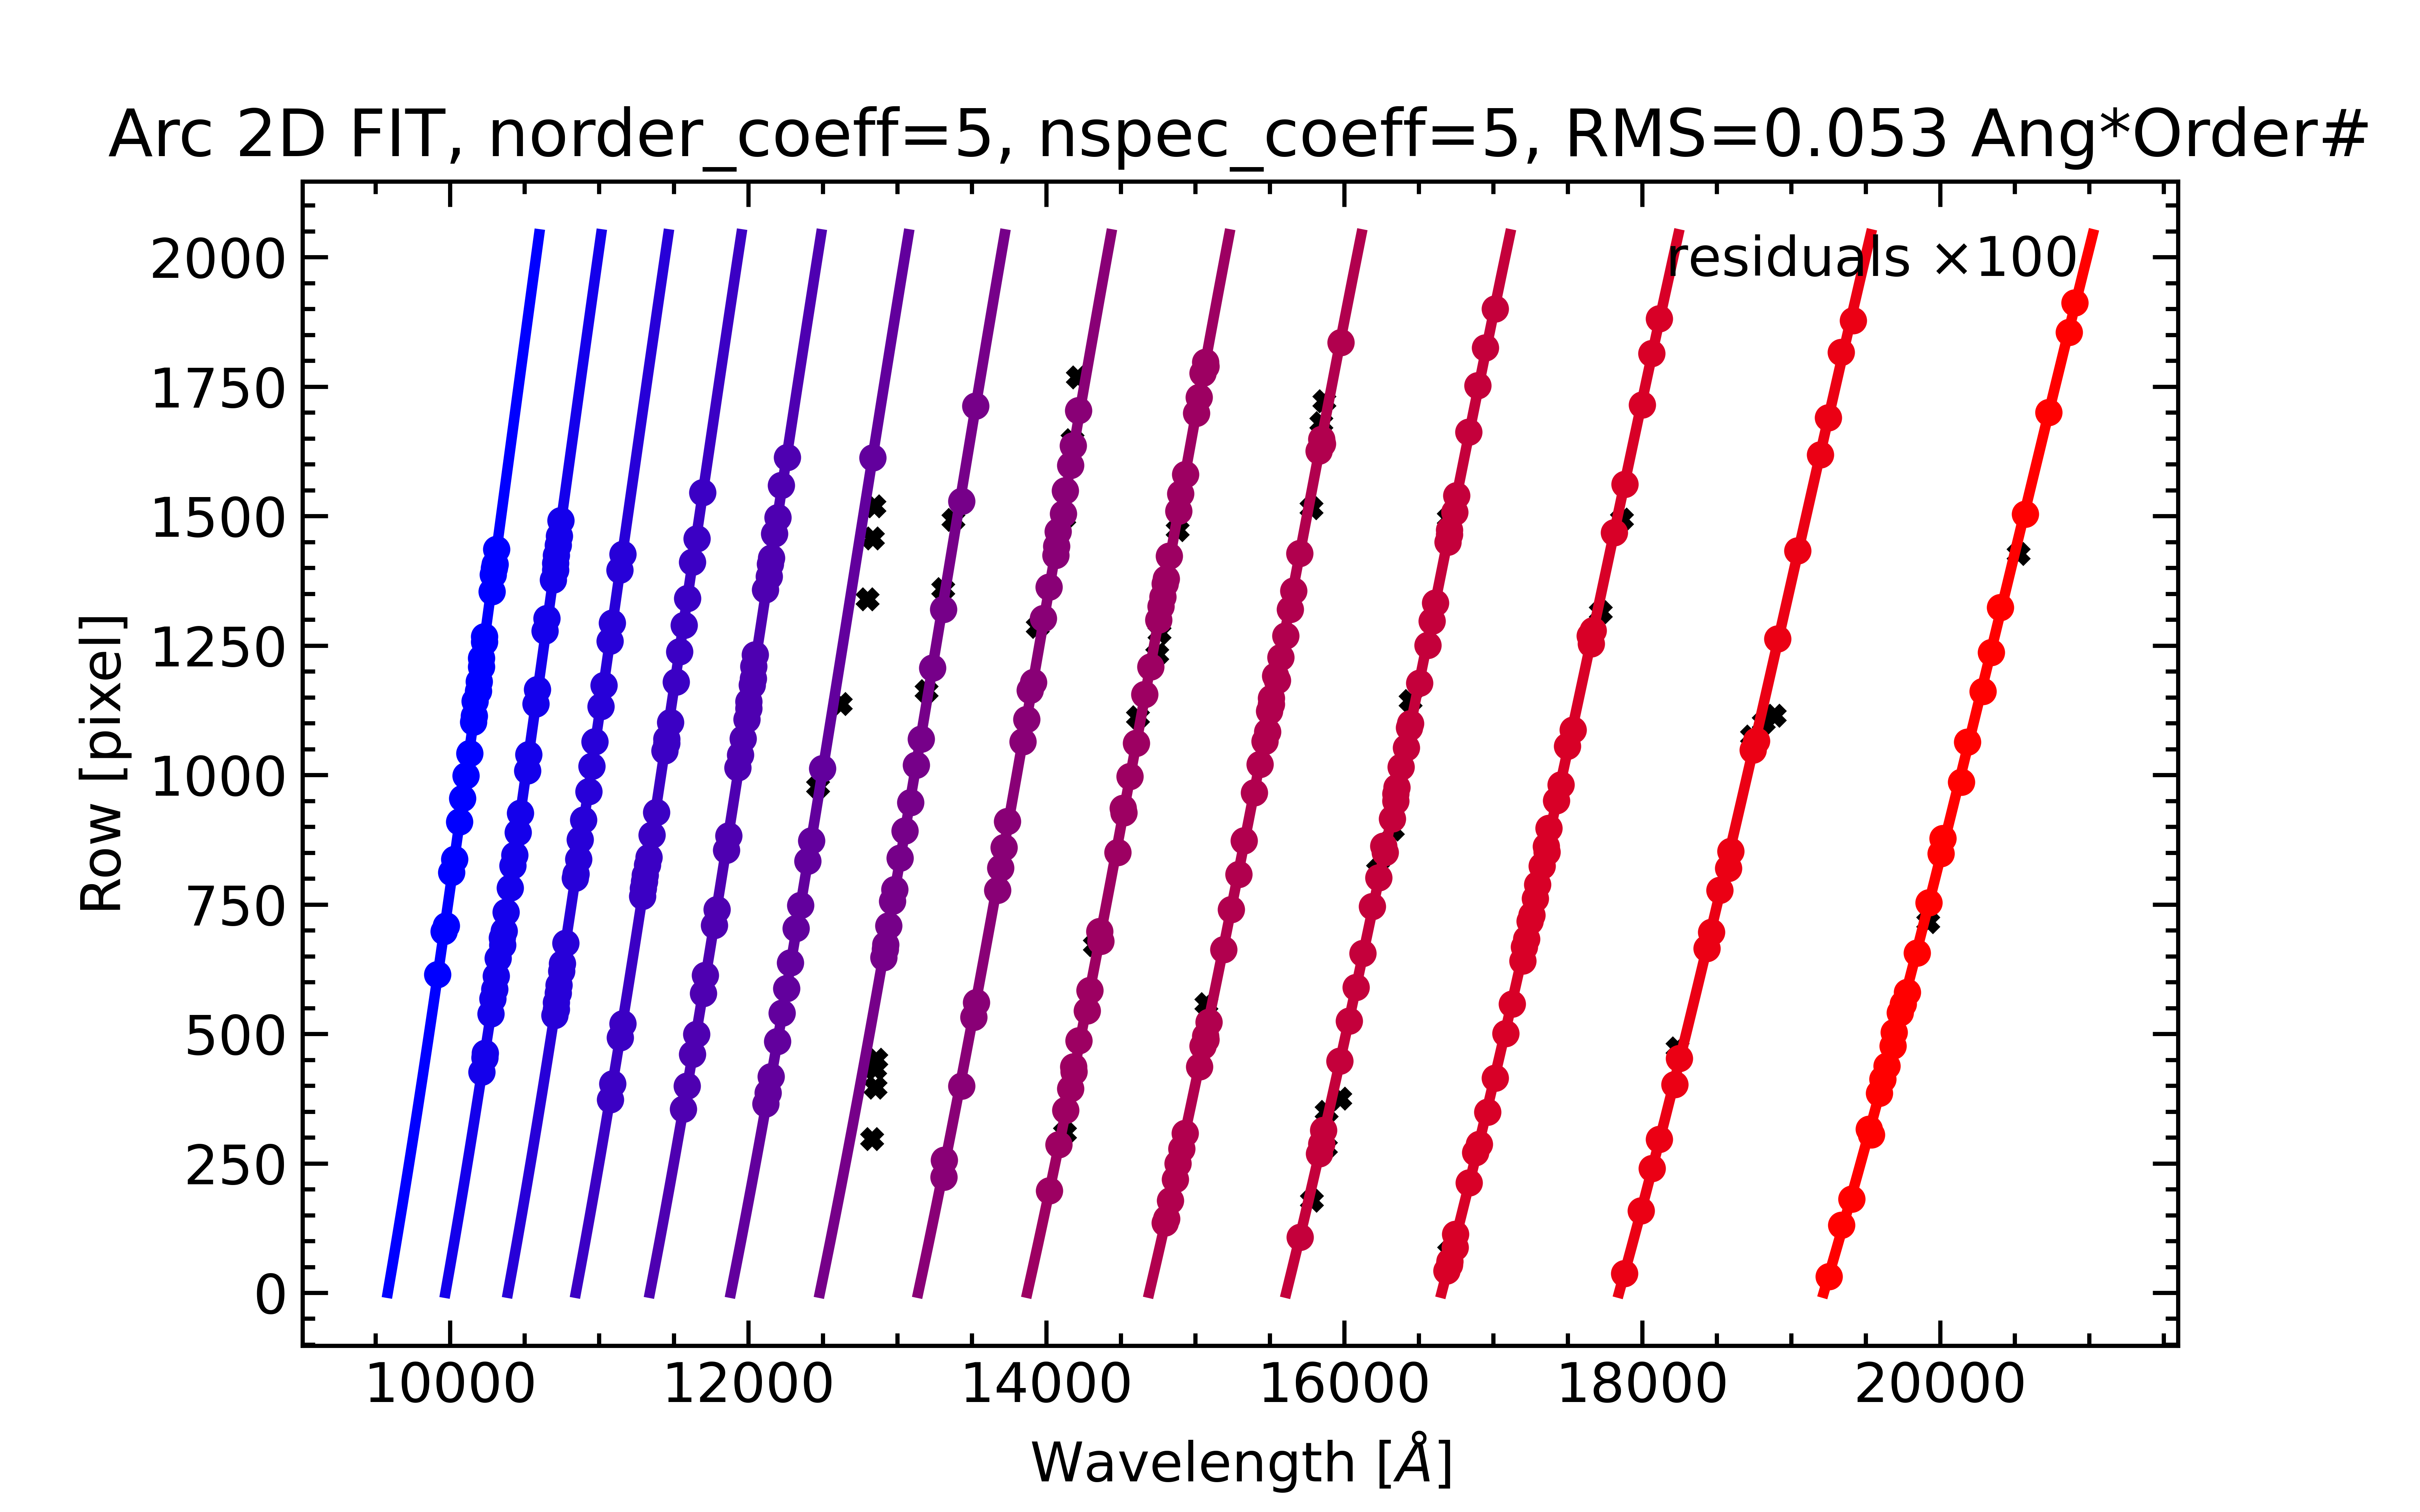 Arc 2D FIT, norder_coeff=5, nspec_coeff=5, RMS=0.053 Ang*Order#
residuals ×100
2000
1750
1500
1250
1000
750
500
250
0
Row [pixel]
10000 12000 14000 16000 18000 20000
Wavelength [Å]